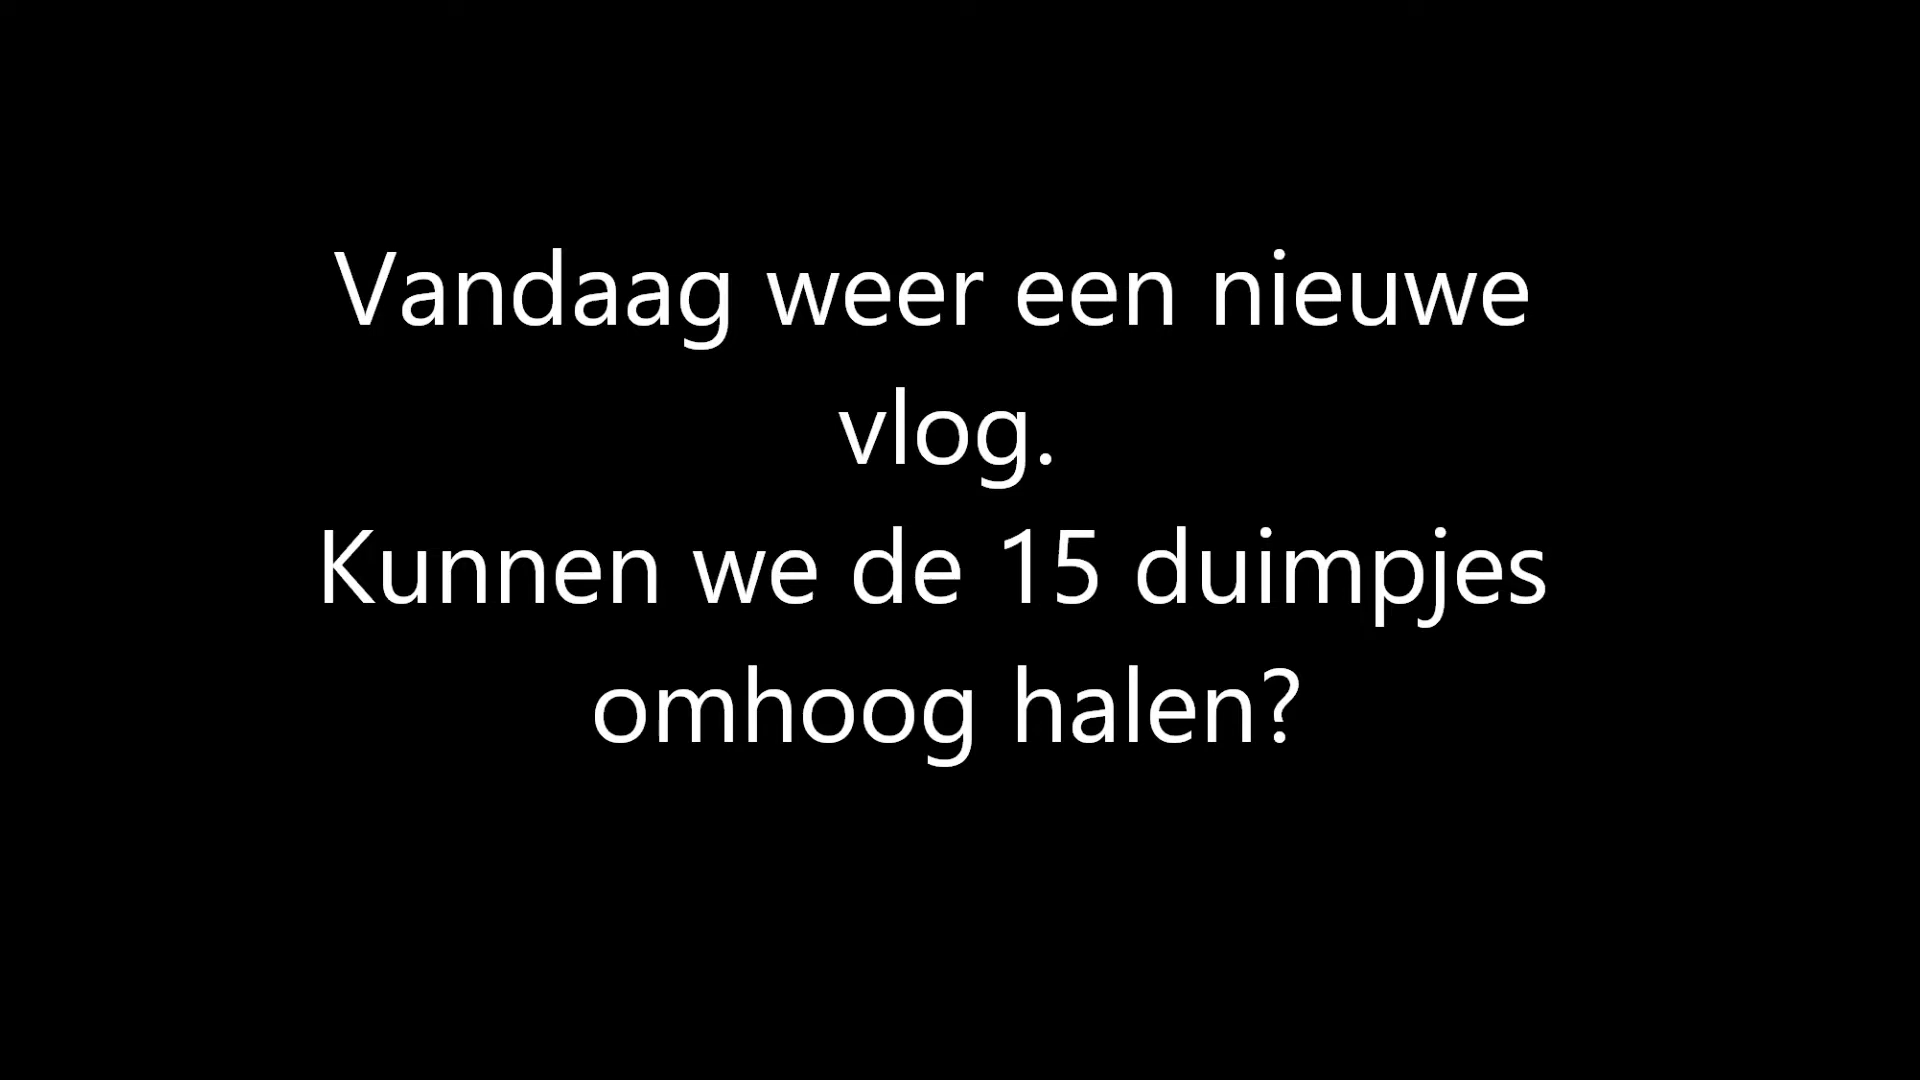 Vandaag weer een nieuwe
vlog.
Kunnen we de 15 duimpjes
omhoog halen?